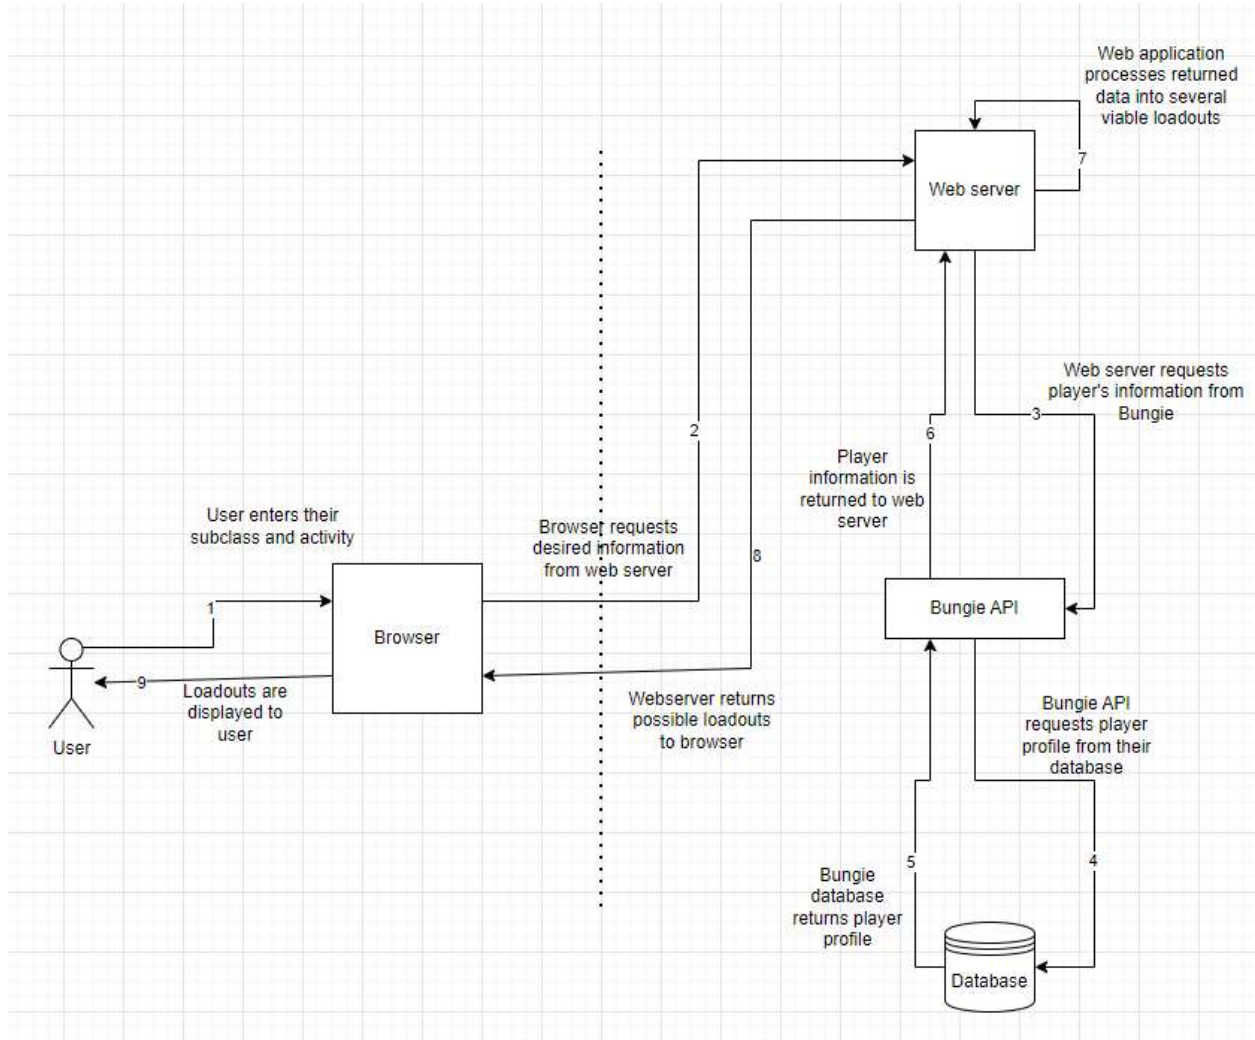 Web application
processes returned
data into several
viable loadouts
7
Web server
Web server requests
player's information from
Bungie
3
2
6
Player
information is
returned to web
server
User enters their
subclass and activity
Browser requests
desired information
from web server
8
1
Browser
Bungie API
9
Loadouts are
displayed to
user
User
Webserver returns
possible loadouts
to browser
Bungie API
requests player
profile from their
database
5
4
Bungie
database
returns player
profile
Database